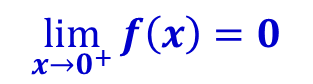 lim f(x) = 0
x→0⁺